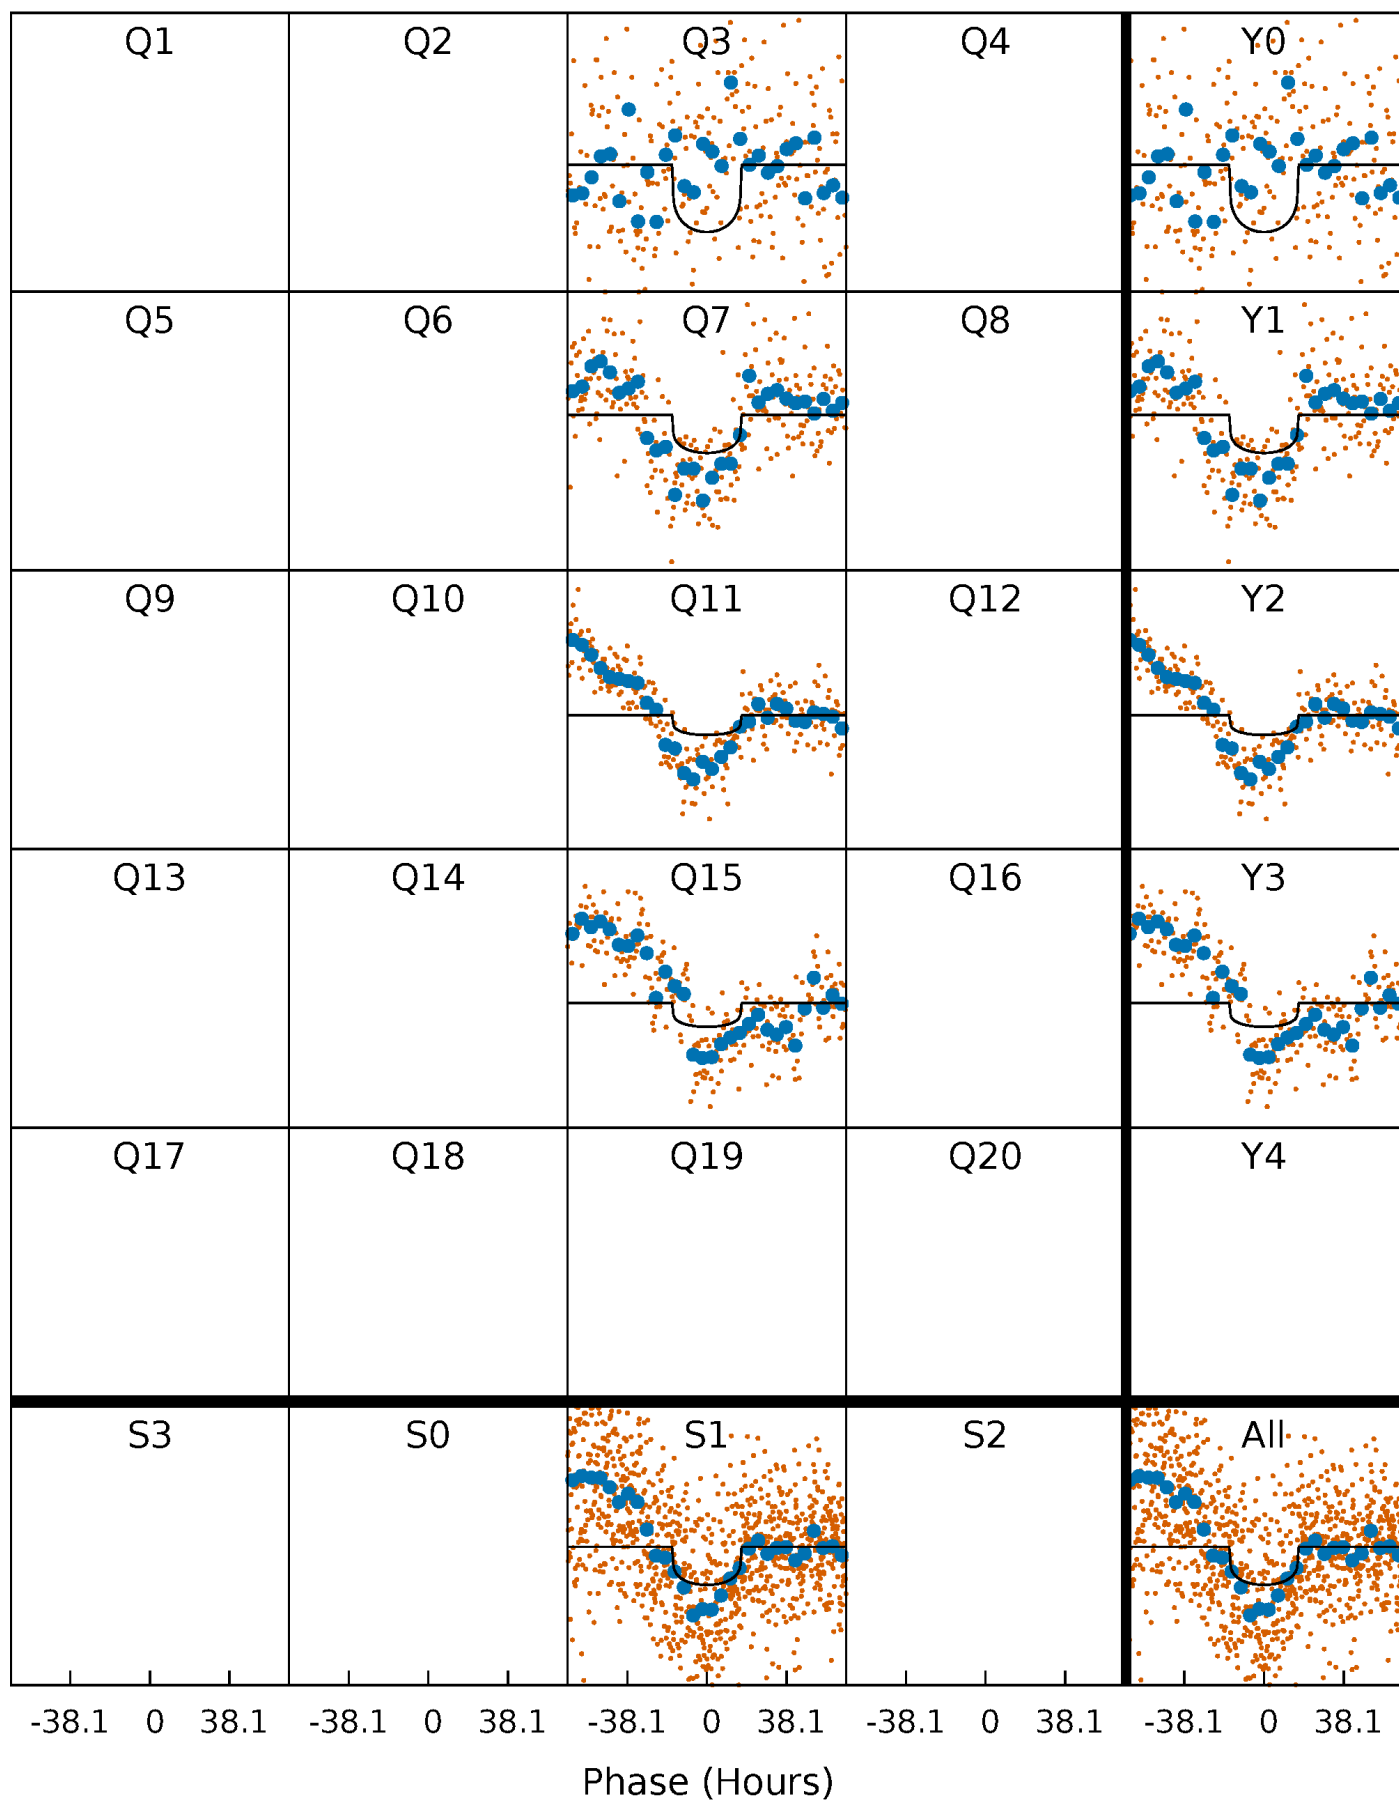 Q1 Q2 Q3 Q4 Y0
Q5 Q6 Q7 Q8 Y1
Q9 Q10 Q11 Q12 Y2
Q13 Q14 Q15 Q16 Y3
Q17 Q18 Q19 Q20 Y4
S3 S0 S1 S2 All
-38.1 0 38.1 -38.1 0 38.1 -38.1 0 38.1 -38.1 0 38.1 -38.1 0 38.1
Phase (Hours)